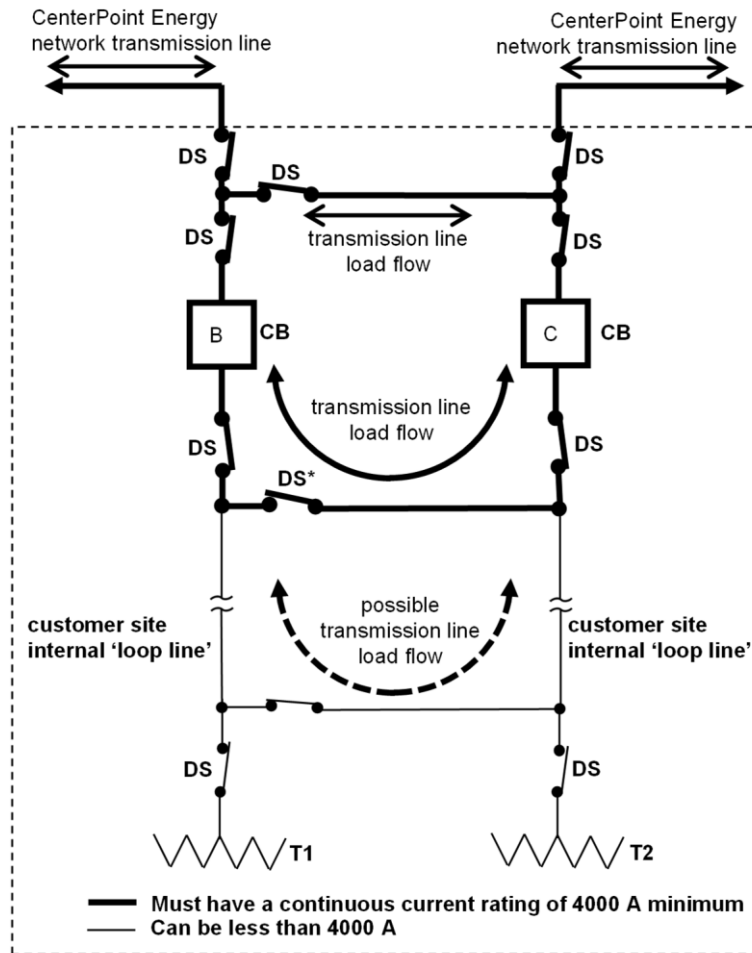 CenterPoint Energy
network transmission line
CenterPoint Energy
network transmission line
DS
DS
DS
DS
DS
transmission line
load flow
B
CB
C
CB
transmission line
load flow
DS
DS
DS*
customer site
internal ‘loop line’
possible
transmission line
load flow
customer site
internal ‘loop line’
DS
DS
T1
T2
Must have a continuous current rating of 4000 A minimum
Can be less than 4000 A